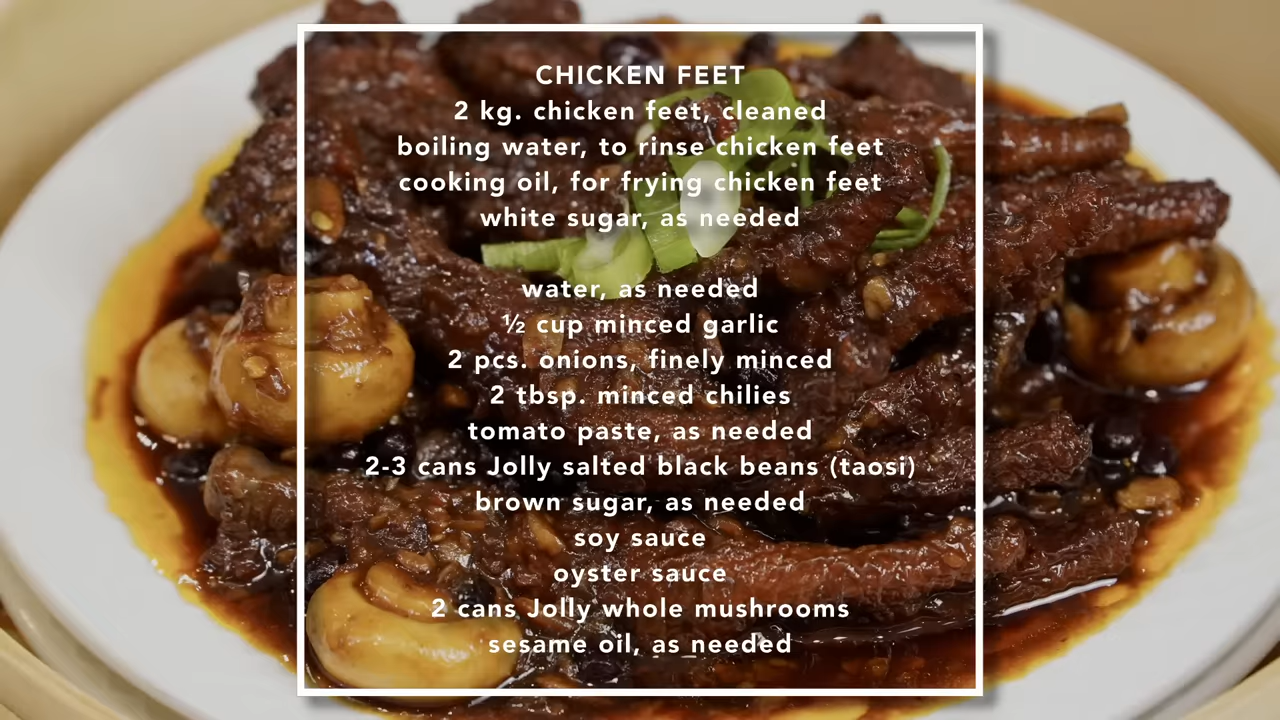 CHICKEN FEET
2 kg. chicken feet, cleaned
boiling water, to rinse chicken feet
cooking oil, for frying chicken feet
white sugar, as needed
water, as needed
½ cup minced garlic
2 pcs. onions, finely minced
2 tbsp. minced chilies
tomato paste, as needed
2-3 cans Jolly salted black beans (taosi)
brown sugar, as needed
soy sauce
oyster sauce
2 cans Jolly whole mushrooms
sesame oil, as needed